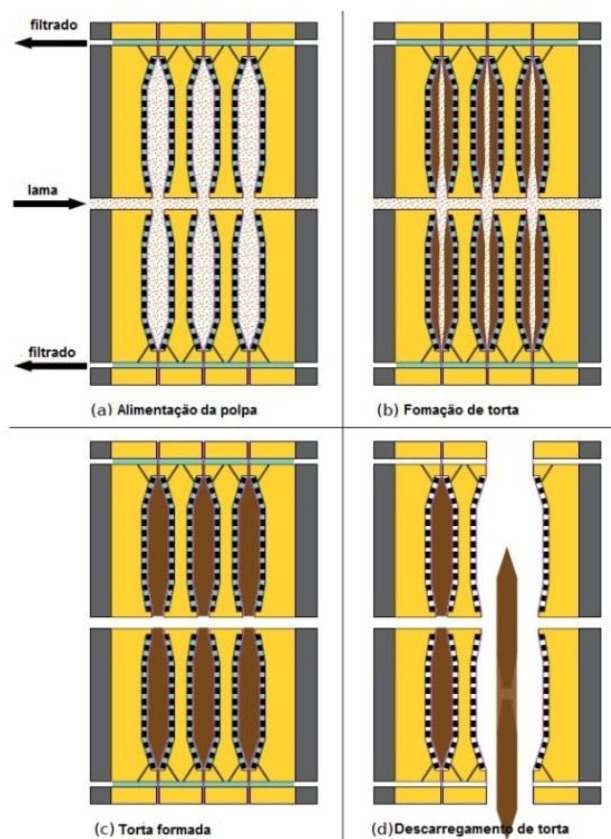 filtrado
lama
filtrado
(a) Alimentação da polpa
(b) Fomação de torta
(c) Torta formada
(d) Descarregamento de torta